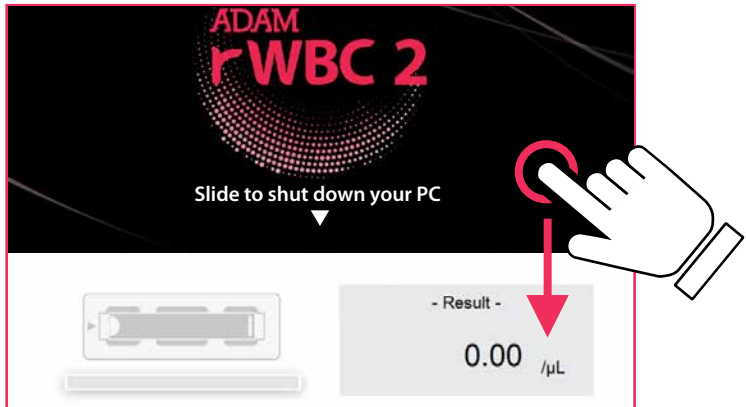 ADAM
rWBC 2
Slide to shut down your PC
- Result -
0.00 /µL